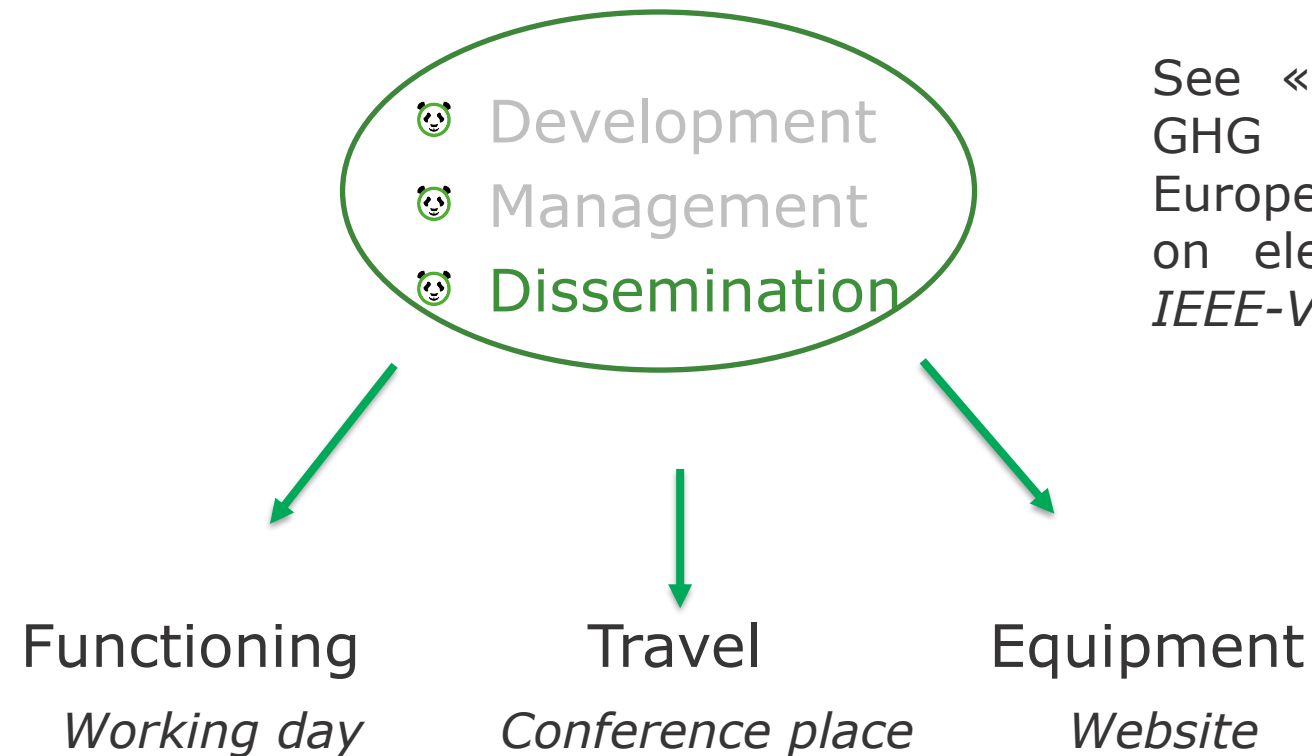 Development
Management
Dissemination
See «
GHG
Europe
on ele
IEEE-V
Functioning
Travel
Equipment
Working day
Conference place
Website